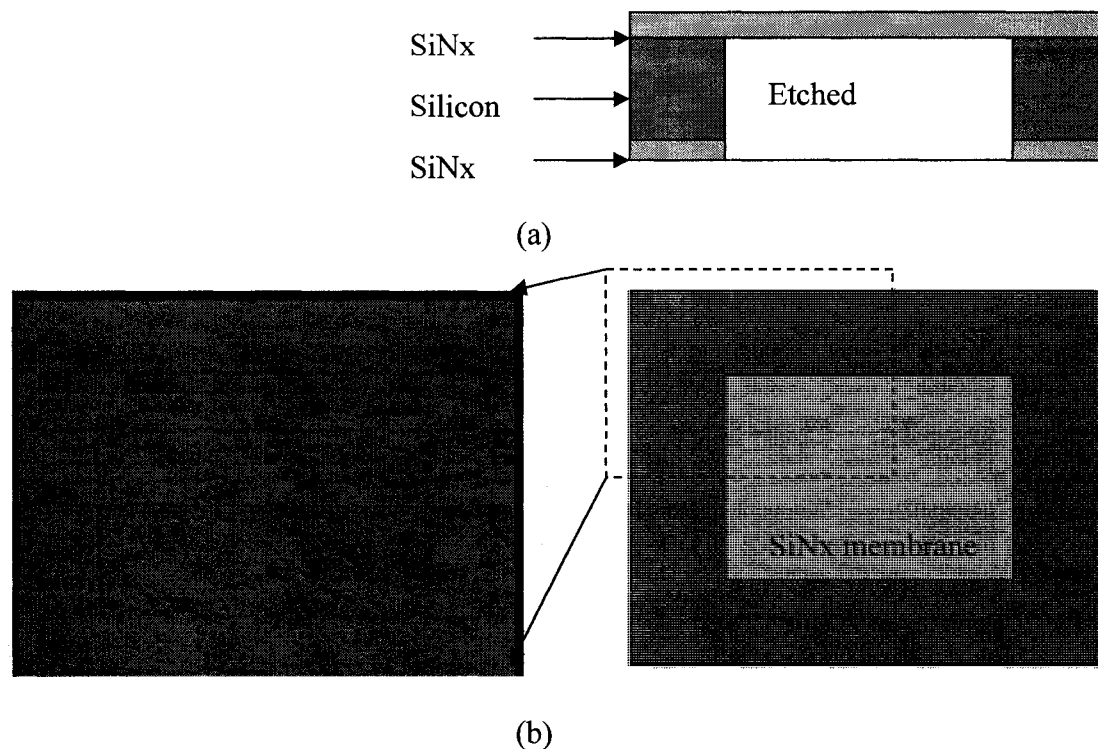 SiNx
Silicon
Etched
SiNx
(a)
SiNx membrane
(b)